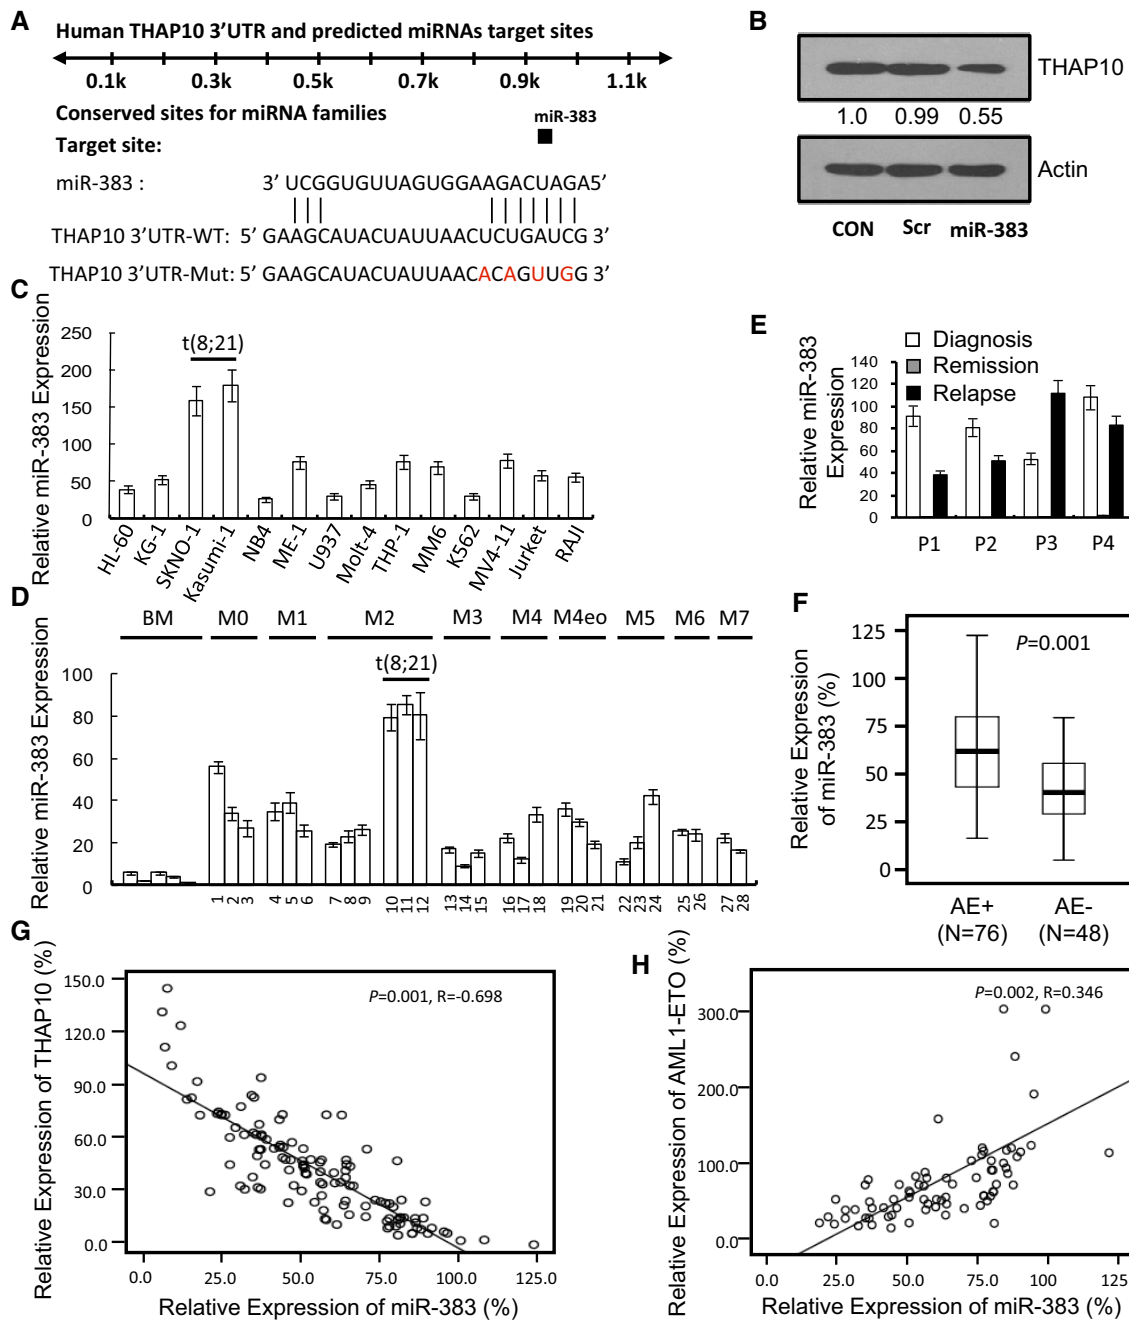 A
Human THAP10 3’UTR and predicted miRNAs target sites
0.1k 0.3k 0.5k 0.7k 0.9k 1.1k
Conserved sites for miRNA families
miR-383
Target site:
miR-383 : 3’ UCGGUGUUAGUGGAAGACUAGA5’
THAP10 3’UTR-WT: 5’ GAAGCAUACUAUUAACUCUGAUCG 3’
THAP10 3’UTR-Mut: 5’ GAAGCAUACUAUUAACACAGUUGG 3’
B
THAP10
1.0 0.99 0.55
Actin
CON Scr miR-383
C
Relative miR-383 Expression
250
200
150
100
50
0
t(8;21)
HL-60 KG-1 SKNO-1 Kasumi-1 NB4 ME-1 U937 Molt-4 THP-1 MM6 K562 MV4-11 Jurket RAJI
E
Relative miR-383
Expression
Diagnosis
Remission
Relapse
140
120
100
80
60
40
20
0
P1 P2 P3 P4
D
Relative miR-383 Expression
BM M0 M1 M2 M3 M4 M4eo M5 M6 M7
t(8;21)
100
80
60
40
20
0
1 2 3 4 5 6 7 8 9 10 11 12 13 14 15 16 17 18 19 20 21 22 23 24 25 26 27 28
F
Relative Expression
of miR-383 (%)
P=0.001
125
100
75
50
25
0
AE+ AE-
(N=76) (N=48)
G
Relative Expression of THAP10 (%)
P=0.001, R=-0.698
150.0
120.0
90.0
60.0
30.0
0.0
0.0 25.0 50.0 75.0 100.0 125.0
Relative Expression of miR-383 (%)
H
Relative Expression of AML1-ETO (%)
P=0.002, R=0.346
300.0
200.0
100.0
0.0
0.0 25.0 50.0 75.0 100 125.
Relative Expression of miR-383 (%)